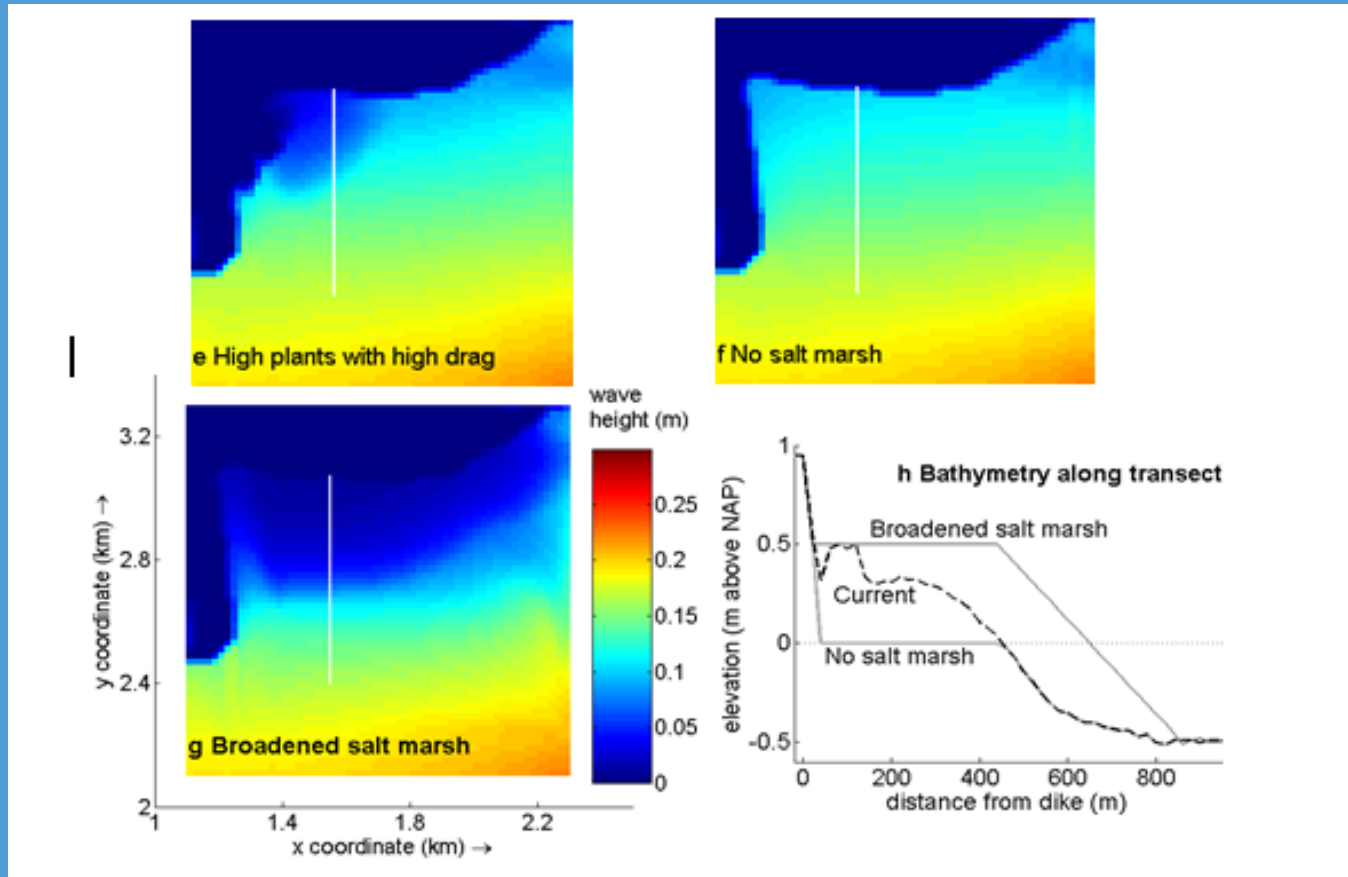 e High plants with high drag
f No salt marsh
wave
height (m)
0.25
0.2
0.15
0.1
0.05
0
3.2
2.8
2.4
2
y coordinate (km) →
g Broadened salt marsh
1
1.4
1.8
2.2
x coordinate (km) →
h Bathymetry along transect
1
0.5
0
-0.5
elevation (m above NAP)
Broadened salt marsh
Current
No salt marsh
0
200
400
600
800
distance from dike (m)